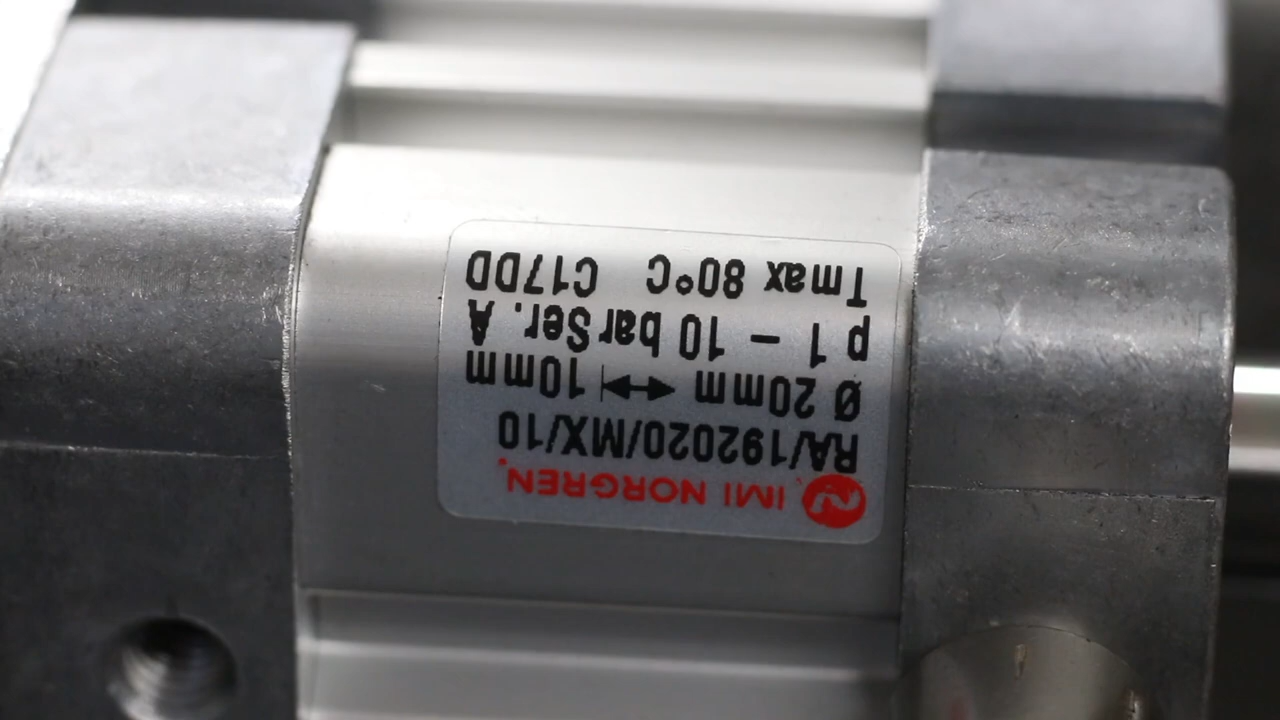 IMI NORGREN.
RA/192020/MX/10
Ø 20mm 10mm
p 1 - 10 bar Ser. A
Tmax 80°C C17DD